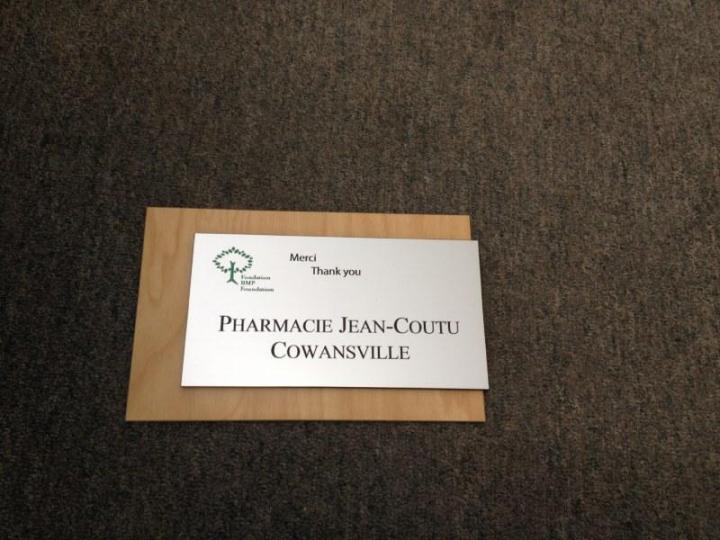 Merci
Thank you
Fondation
BMP
Foundation
PHARMACIE JEAN-COUTU
COWANSVILLE